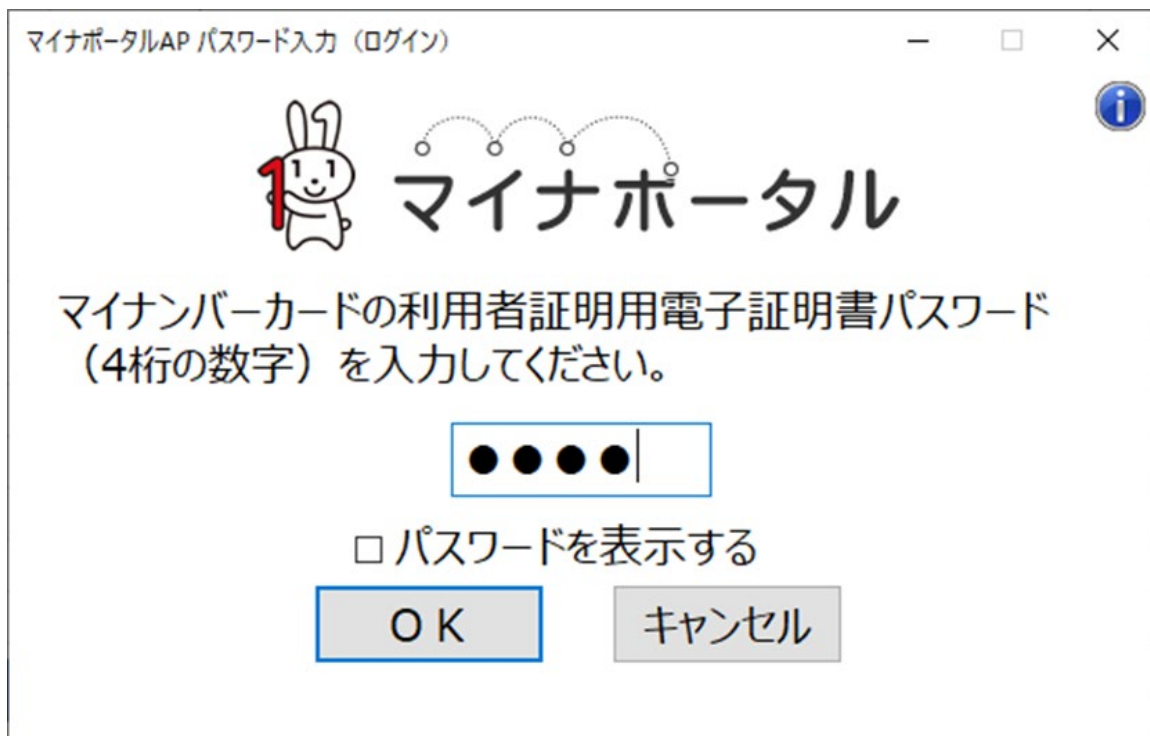 マイナポータルAP パスワード入力（ログイン）
マイナポータル
マイナンバーカードの利用者証明用電子証明書パスワード
（4桁の数字）を入力してください。
●●●●
パスワードを表示する
ＯＫ
キャンセル